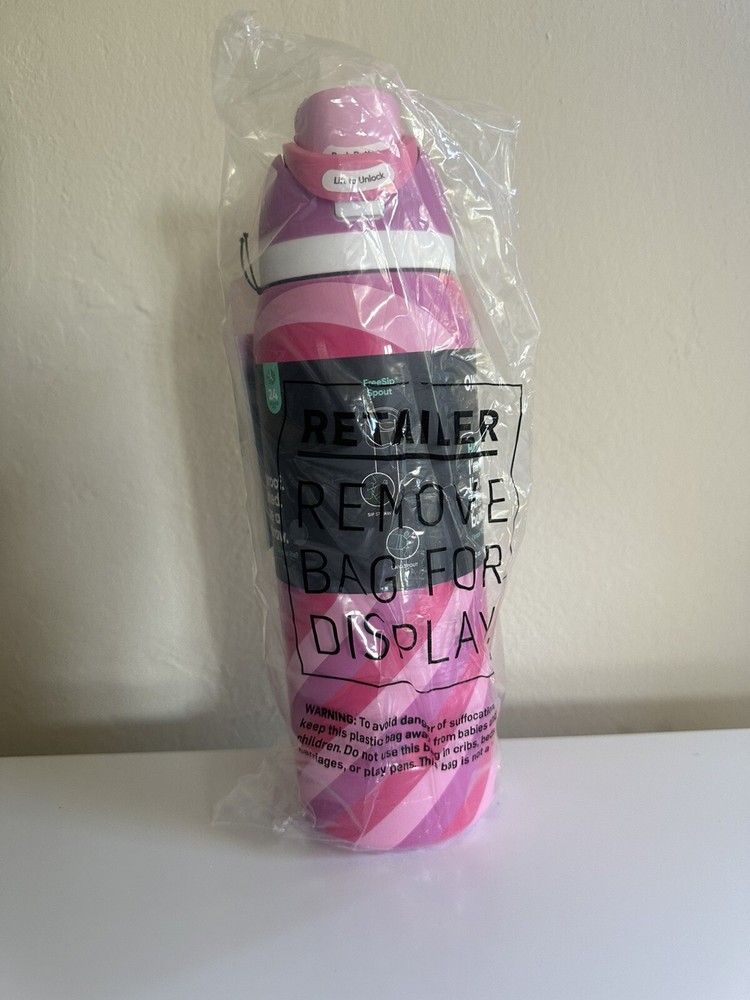 Lift to Unlock
24
FreeSip®
Spout
RETAILER
REMOVE
BAG FOR
DISPLAY
WARNING: To avoid danger of suffocation,
keep this plastic bag away from babies and
children. Do not use this bag in cribs, beds,
carriages, or play pens. This bag is not a